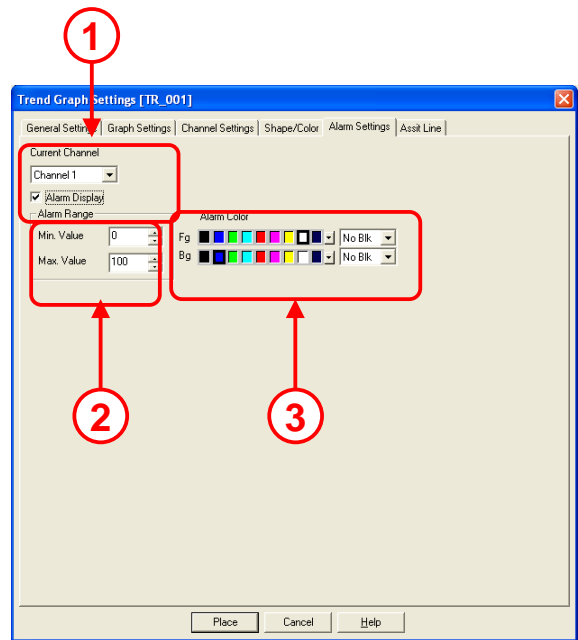 1
Trend Graph Settings [TR_001]
General Settings Graph Settings Channel Settings Shape/Color Alarm Settings Assit Line
Current Channel
Channel 1
Alarm Display
Alarm Range
Alarm Color
Min. Value 0
Fg No Blk
Max. Value 100
Bg No Blk
2
3
Place Cancel Help